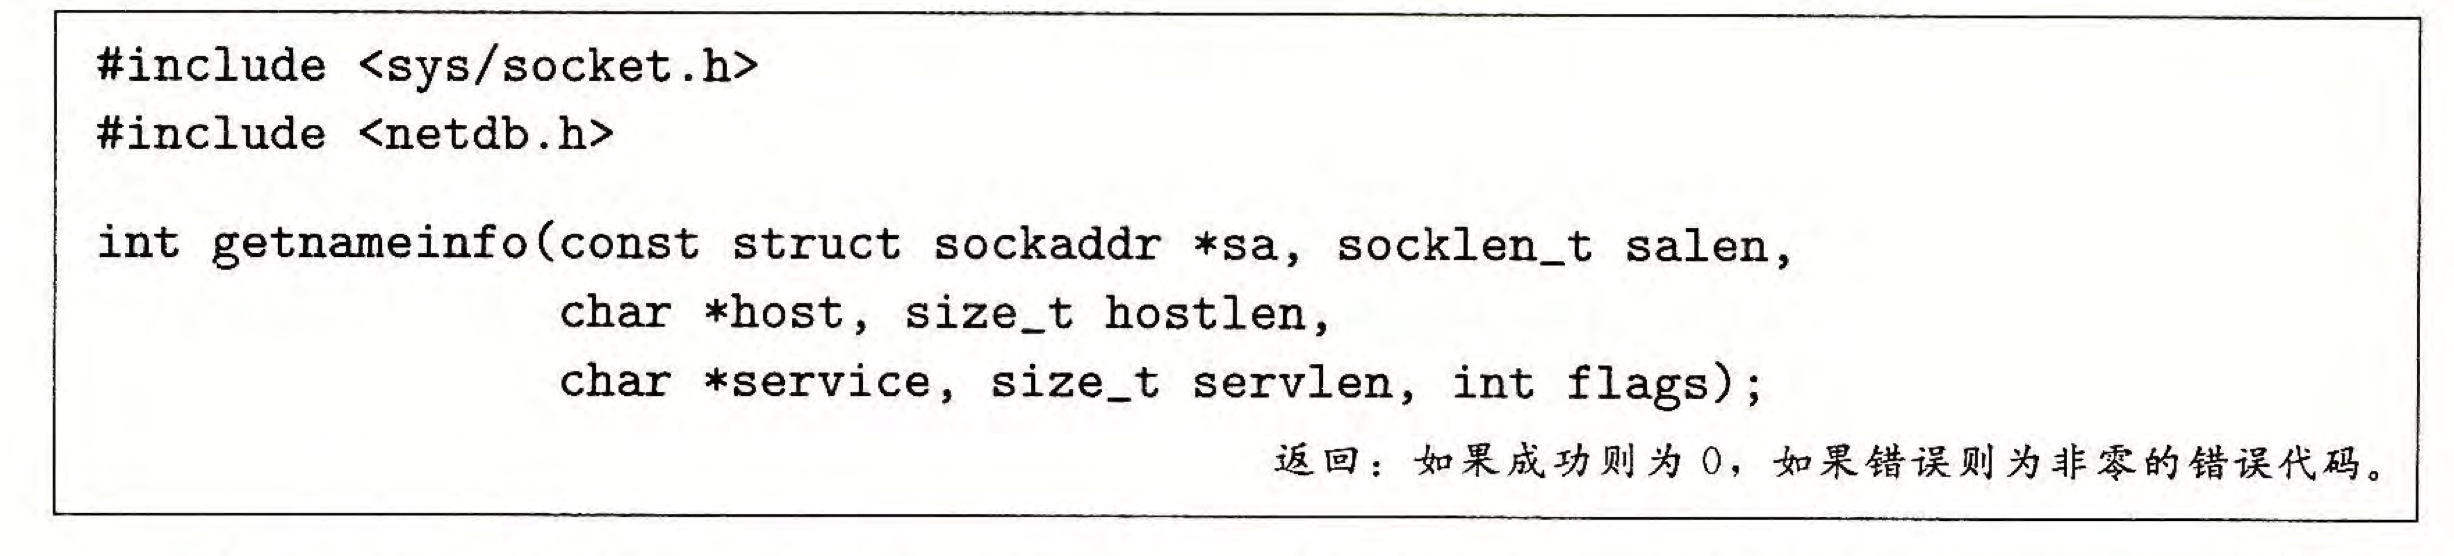 #include <sys/socket.h>
#include <netdb.h>
int getnameinfo(const struct sockaddr *sa, socklen_t salen,
char *host, size_t hostlen,
char *service, size_t servlen, int flags);
返回：如果成功则为 0，如果错误则为非零的错误代码。